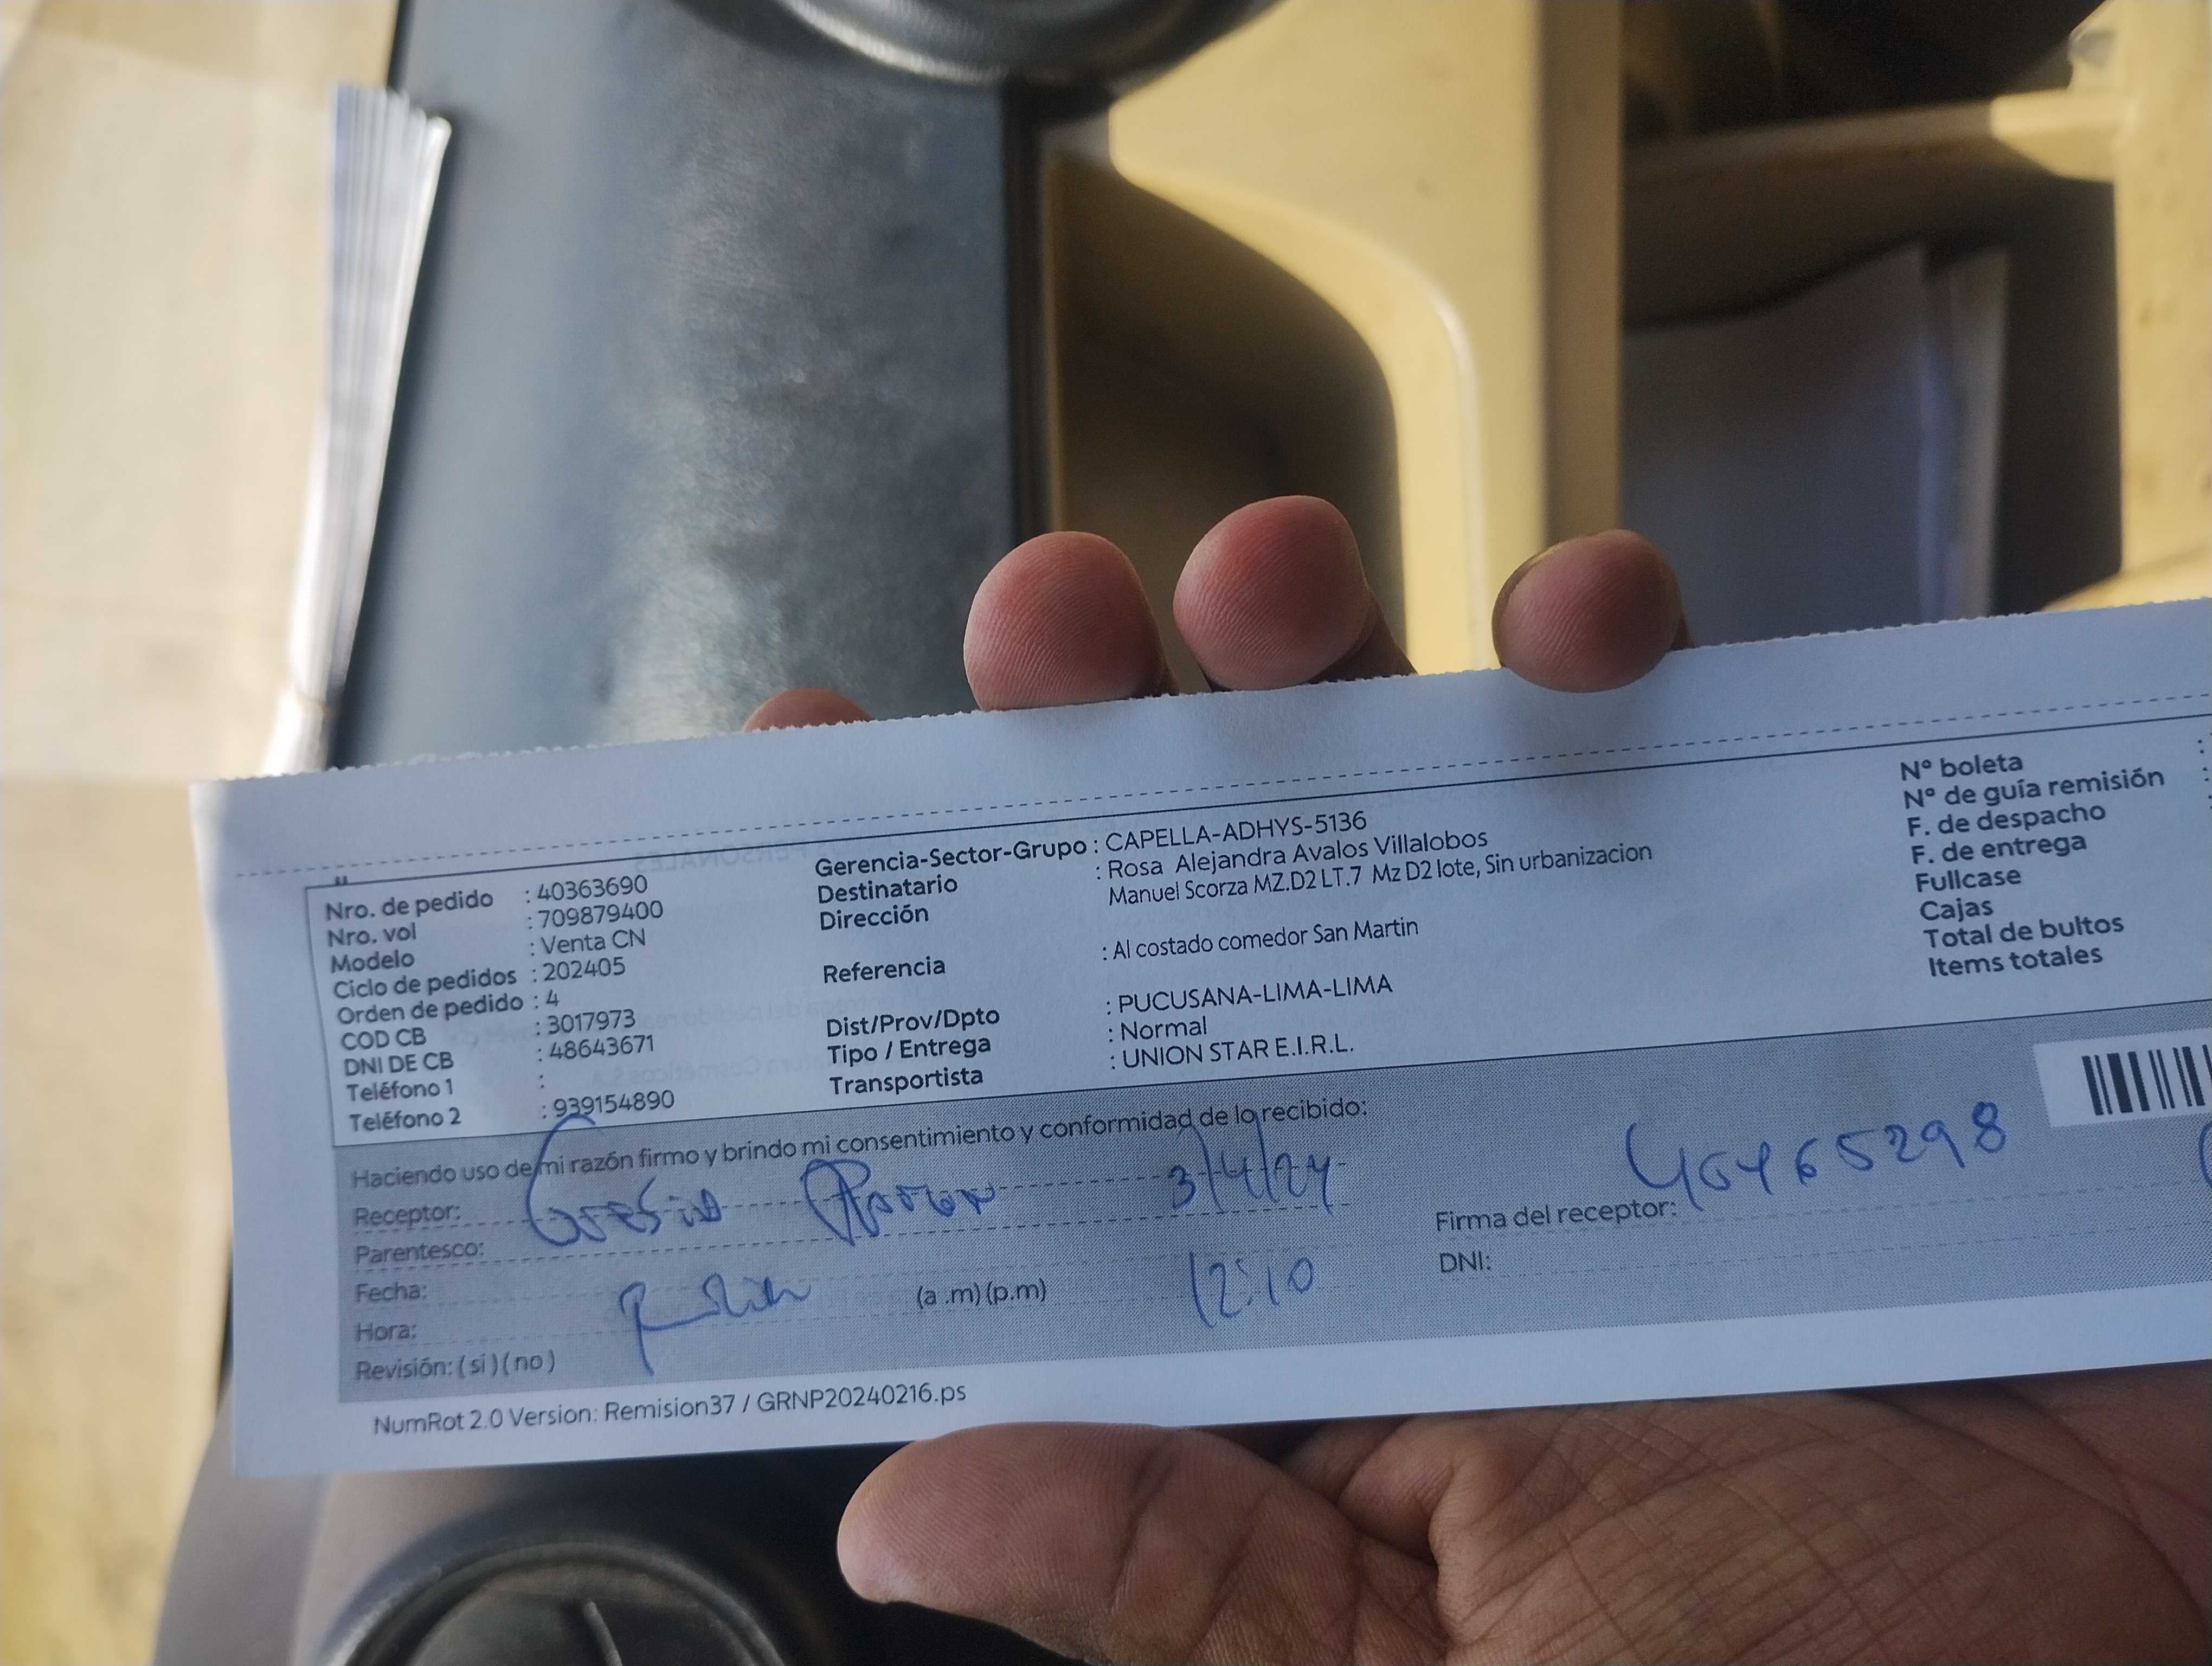 Nro. de pedido : 40363690
Nro. vol : 709879400
Modelo : Venta CN
Ciclo de pedidos : 202405
Orden de pedido : 4
COD CB : 3017973
DNI DE CB : 48643671
Teléfono 1 :
Teléfono 2 : 939154890
Gerencia-Sector-Grupo : CAPELLA-ADHYS-5136
Destinatario : Rosa Alejandra Avalos Villalobos
Dirección Manuel Scorza MZ.D2 LT.7 Mz D2 lote, Sin urbanizacion
Referencia : Al costado comedor San Martin
Dist/Prov/Dpto : PUCUSANA-LIMA-LIMA
Tipo / Entrega : Normal
Transportista : UNION STAR E.I.R.L.
Nº boleta :
Nº de guía remisión :
F. de despacho :
F. de entrega
Fullcase
Cajas
Total de bultos
Items totales
Haciendo uso de mi razón firmo y brindo mi consentimiento y conformidad de lo recibido:
Receptor: 3/4/24
Parentesco:
Fecha:
Hora: (a .m) (p.m) 12:10
Revisión: ( si ) ( no )
Firma del receptor:
DNI:
NumRot 2.0 Version: Remision37 / GRNP20240216.ps